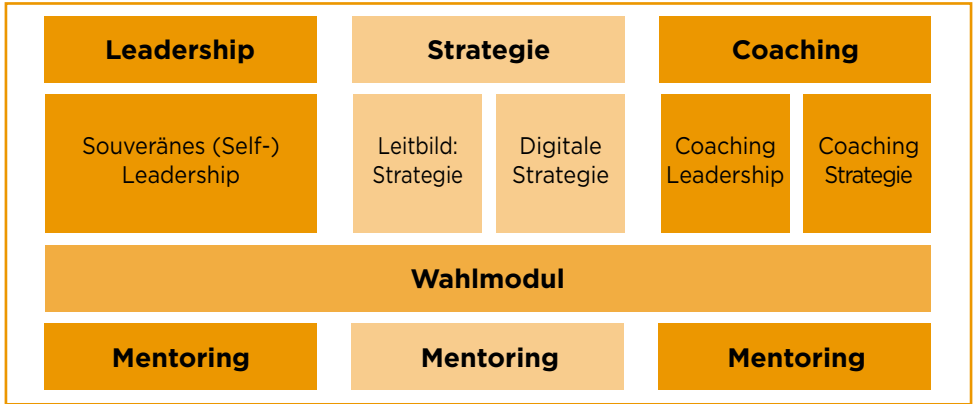 Leadership
Strategie
Coaching
Souveränes (Self-)
Leadership
Leitbild:
Strategie
Digitale
Strategie
Coaching
Leadership
Coaching
Strategie
Wahlmodul
Mentoring
Mentoring
Mentoring